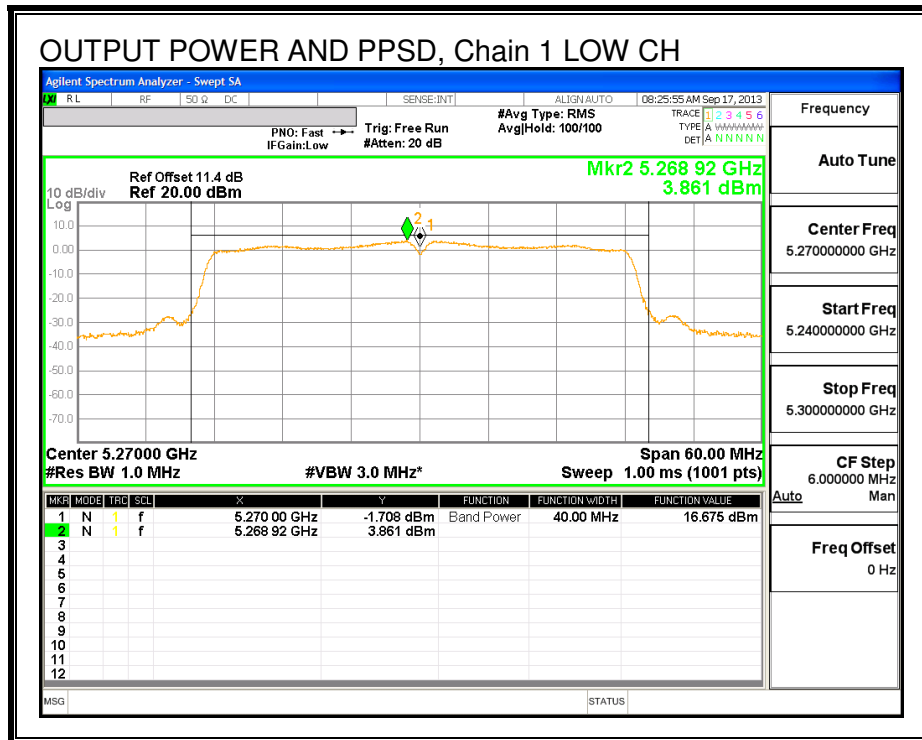 OUTPUT POWER AND PPSD, Chain 1 LOW CH
Agilent Spectrum Analyzer - Swept SA
LXI RL RF 50 Ω DC SENSE:INT ALIGN AUTO 08:25:55 AM Sep 17, 2013
#Avg Type: RMS TRACE 1 2 3 4 5 6
PNO: Fast Trig: Free Run Avg|Hold: 100/100 TYPE A WWWWW
IFGain:Low #Atten: 20 dB DET A N N N N N
Mkr2 5.268 92 GHz
3.861 dBm
Ref Offset 11.4 dB
10 dB/div Ref 20.00 dBm
Log
10.0
0.00
-10.0
-20.0
-30.0
-40.0
-50.0
-60.0
-70.0
2 1
Center 5.27000 GHz Span 60.00 MHz
#Res BW 1.0 MHz #VBW 3.0 MHz* Sweep 1.00 ms (1001 pts)
MKR MODE TRC SCL X Y FUNCTION FUNCTION WIDTH FUNCTION VALUE
1 N 1 f 5.270 00 GHz -1.708 dBm Band Power 40.00 MHz 16.675 dBm
2 N 1 f 5.268 92 GHz 3.861 dBm
3
4
5
6
7
8
9
10
11
12
MSG STATUS
Frequency
Auto Tune
Center Freq
5.270000000 GHz
Start Freq
5.240000000 GHz
Stop Freq
5.300000000 GHz
CF Step
6.000000 MHz
Auto Man
Freq Offset
0 Hz